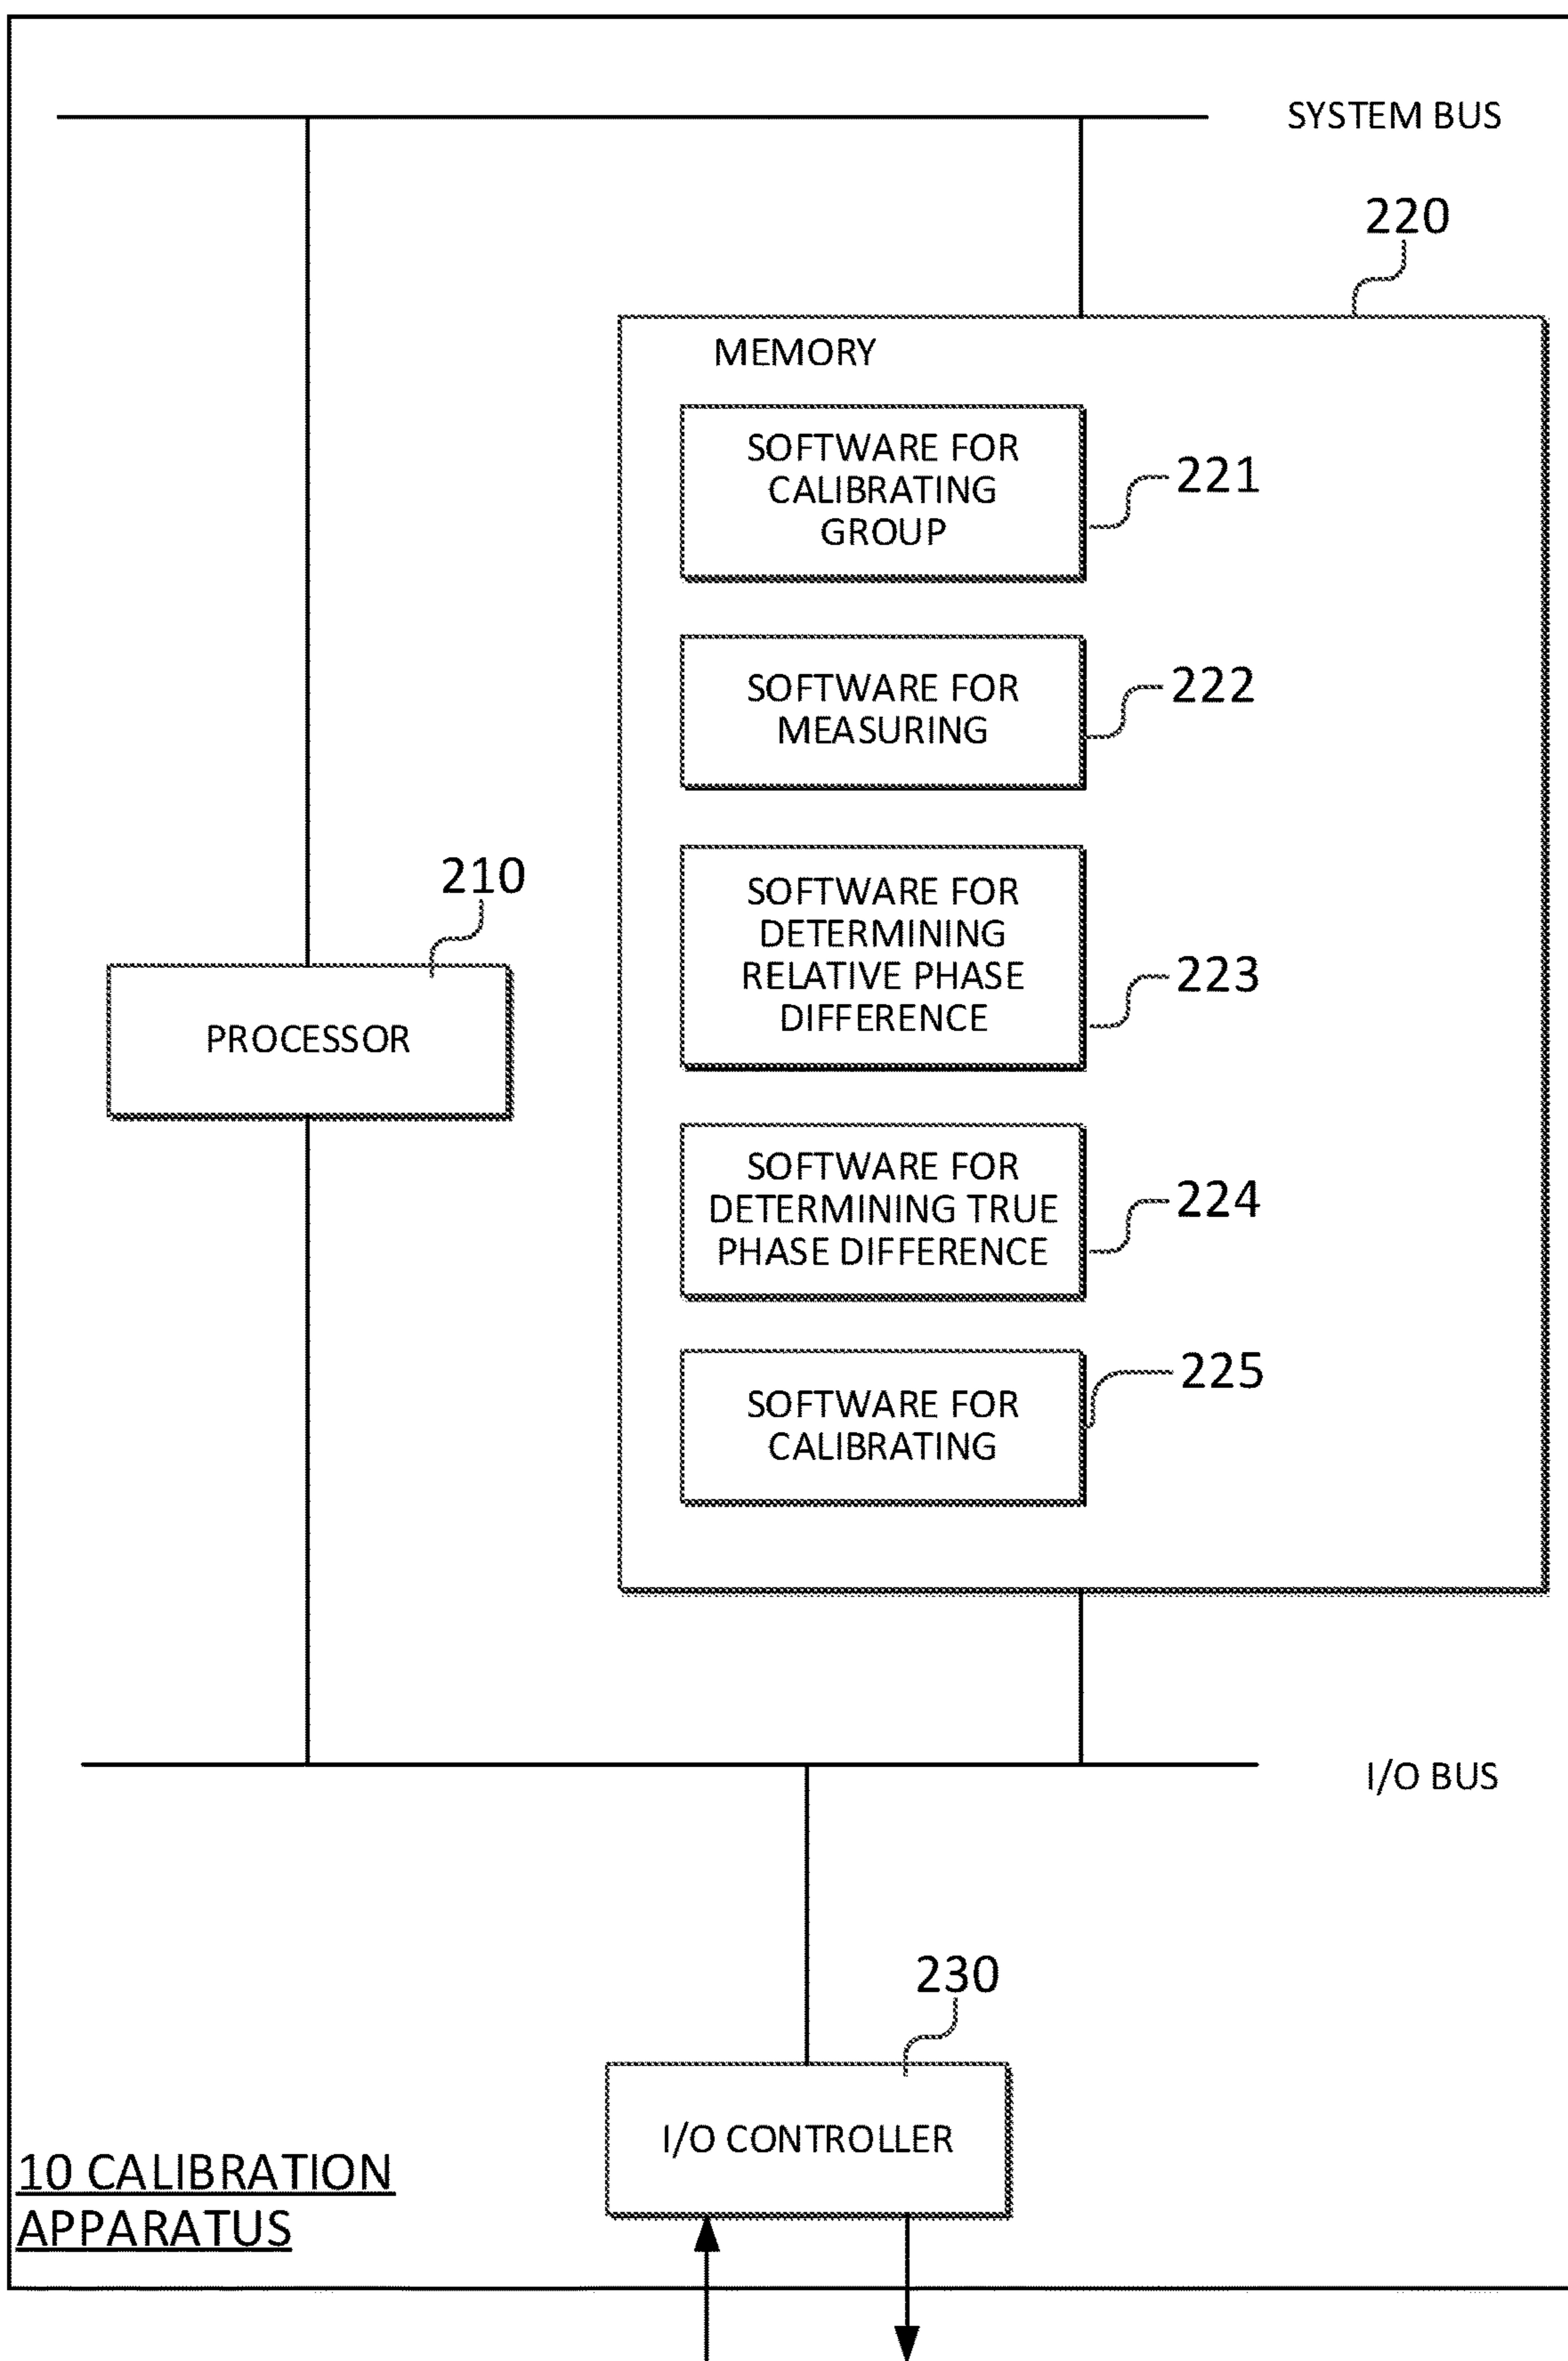 SYSTEM BUS
220
MEMORY
SOFTWARE FOR
CALIBRATING
GROUP
221
SOFTWARE FOR
MEASURING
222
210
PROCESSOR
SOFTWARE FOR
DETERMINING
RELATIVE PHASE
DIFFERENCE
223
SOFTWARE FOR
DETERMINING TRUE
PHASE DIFFERENCE
224
SOFTWARE FOR
CALIBRATING
225
I/O BUS
230
I/O CONTROLLER
10 CALIBRATION
APPARATUS